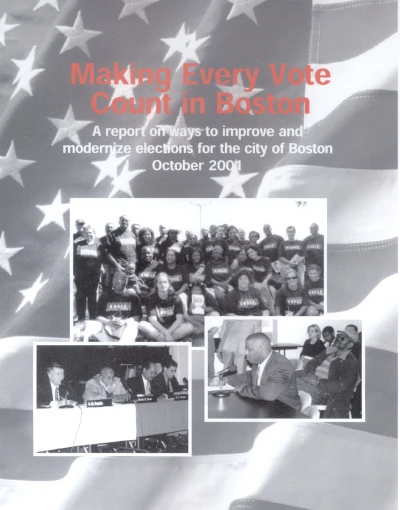 Making Every Vote
Count in Boston
A report on ways to improve and
modernize elections for the city of Boston
October 2001